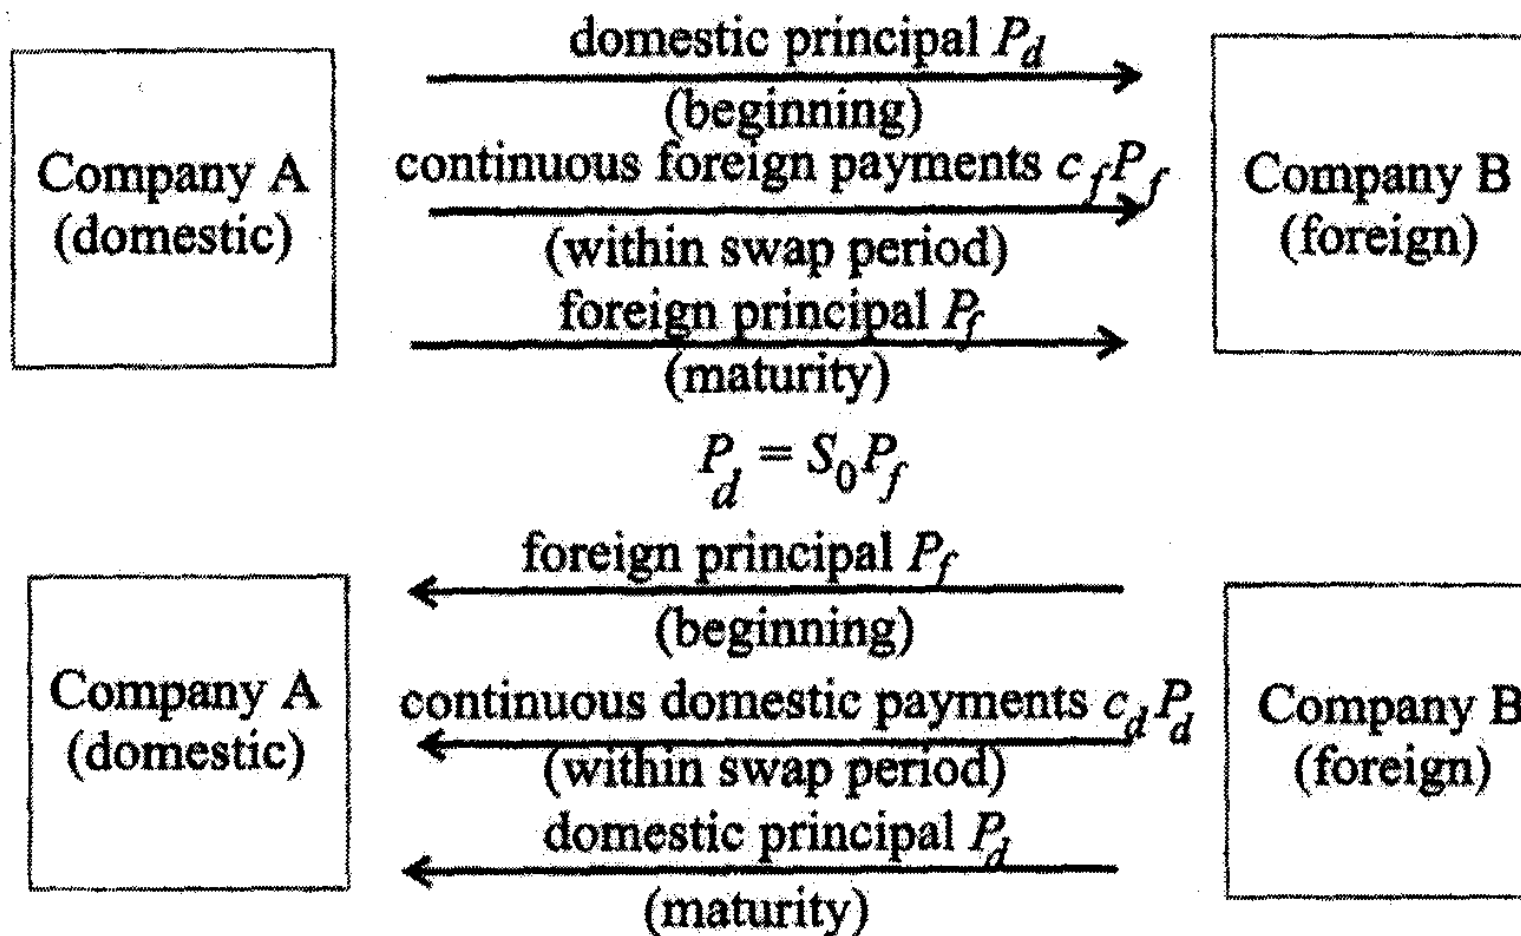 domestic principal P_d
(beginning)
Company A
(domestic)
continuous foreign payments c_f P_f
(within swap period)
Company B
(foreign)
foreign principal P_f
(maturity)
P_d = S_0 P_f
foreign principal P_f
(beginning)
Company A
(domestic)
continuous domestic payments c_d P_d
(within swap period)
Company B
(foreign)
domestic principal P_d
(maturity)